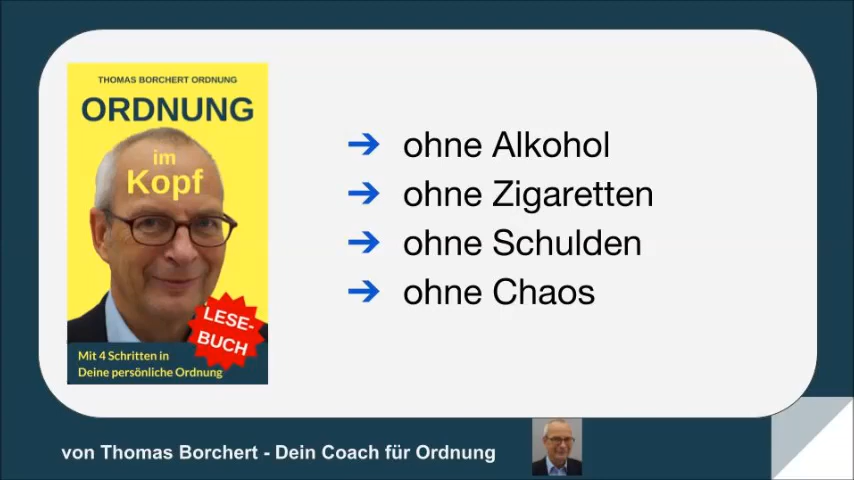 THOMAS BORCHERT ORDNUNG
ORDNUNG
im
Kopf
LESE-
BUCH
Mit 4 Schritten in
Deine persönliche Ordnung
➔ ohne Alkohol
➔ ohne Zigaretten
➔ ohne Schulden
➔ ohne Chaos
von Thomas Borchert - Dein Coach für Ordnung